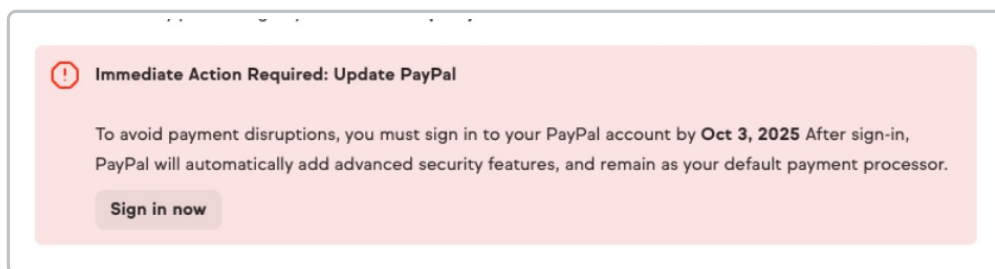 Immediate Action Required: Update PayPal
To avoid payment disruptions, you must sign in to your PayPal account by Oct 3, 2025 After sign-in,
PayPal will automatically add advanced security features, and remain as your default payment processor.
Sign in now